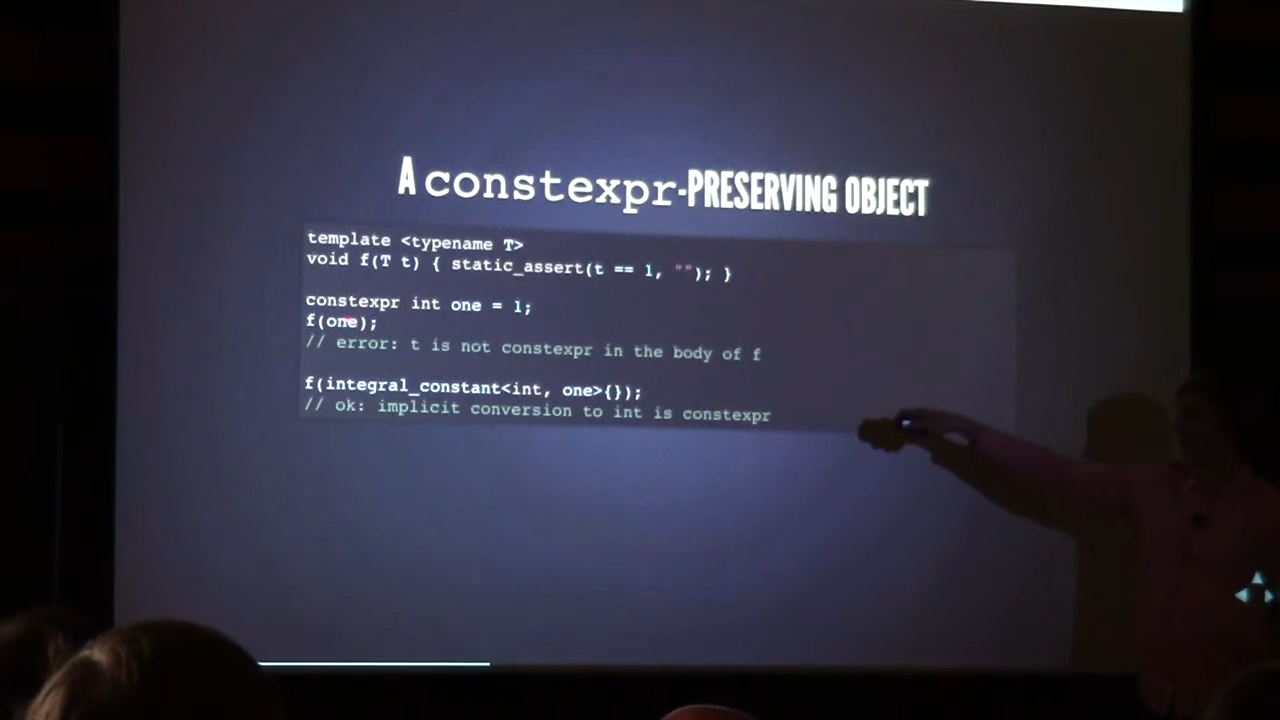 A constexpr-PRESERVING OBJECT
template <typename T>
void f(T t) { static_assert(t == 1, ""); }
constexpr int one = 1;
f(one);
// error: t is not constexpr in the body of f
f(integral_constant<int, one>{});
// ok: implicit conversion to int is constexpr